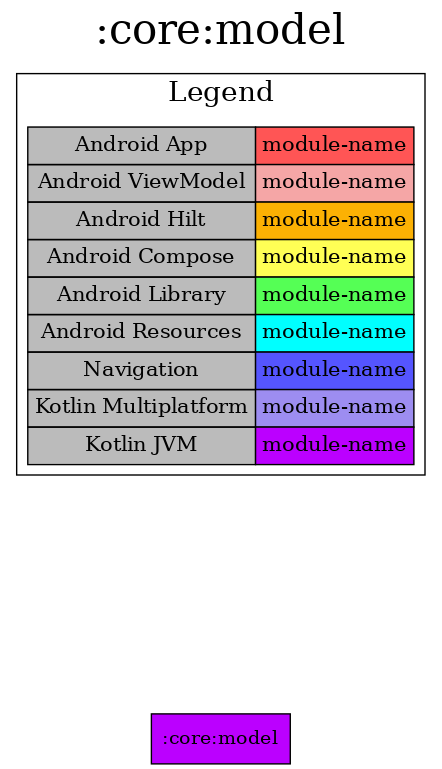 :core:model
Legend
Android App module-name
Android ViewModel module-name
Android Hilt module-name
Android Compose module-name
Android Library module-name
Android Resources module-name
Navigation module-name
Kotlin Multiplatform module-name
Kotlin JVM module-name
:core:model